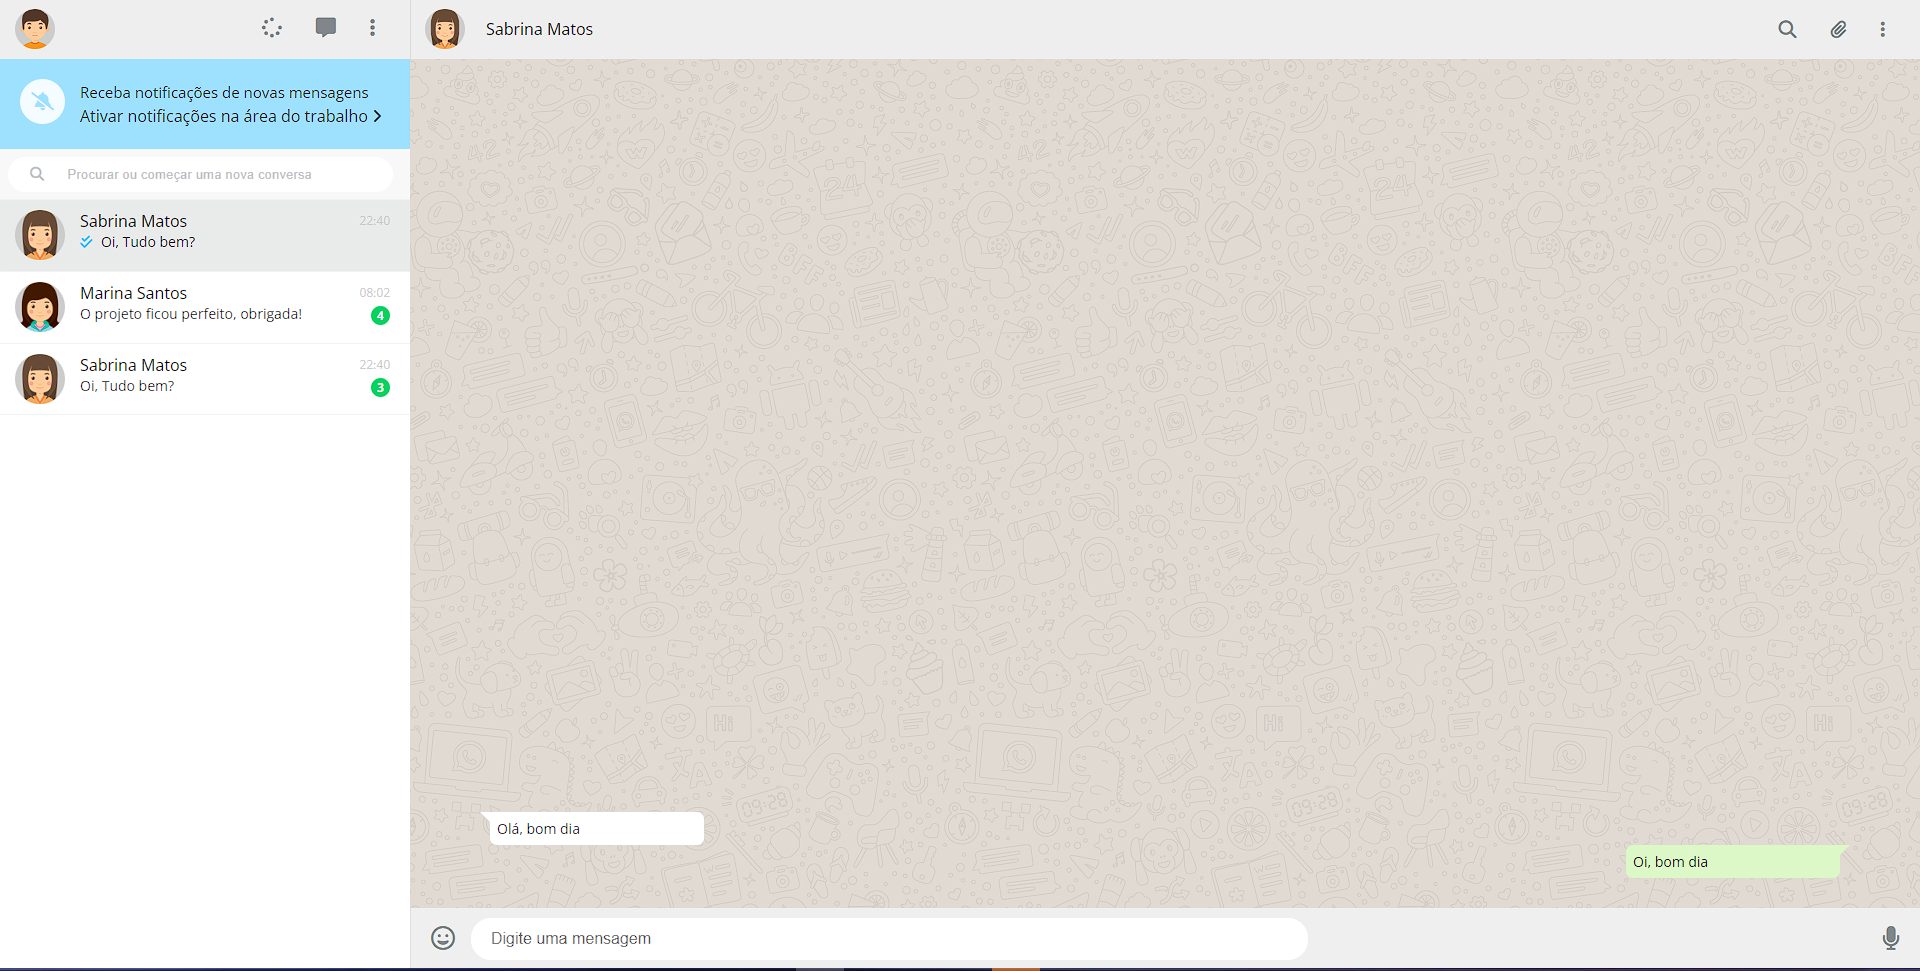 Sabrina Matos
Receba notificações de novas mensagens
Ativar notificações na área do trabalho
Procurar ou começar uma nova conversa
Sabrina Matos
22:40
Oi, Tudo bem?
Marina Santos
08:02
O projeto ficou perfeito, obrigada!
4
Sabrina Matos
22:40
Oi, Tudo bem?
3
Olá, bom dia
Oi, bom dia
Digite uma mensagem